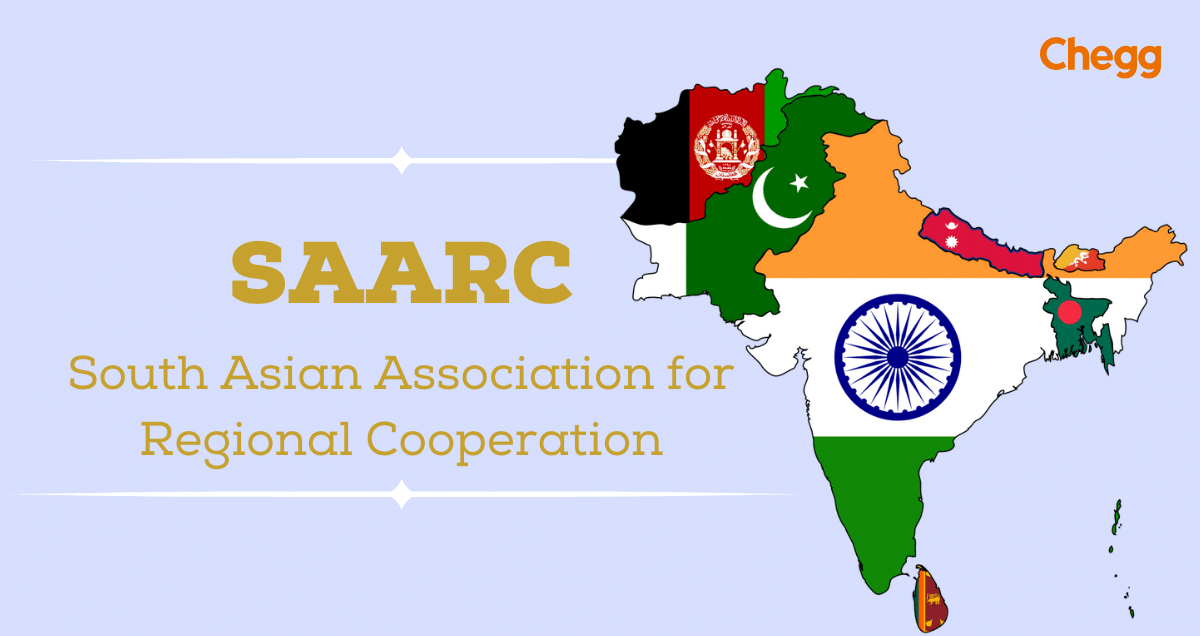 Chegg
SAARC
South Asian Association for
Regional Cooperation